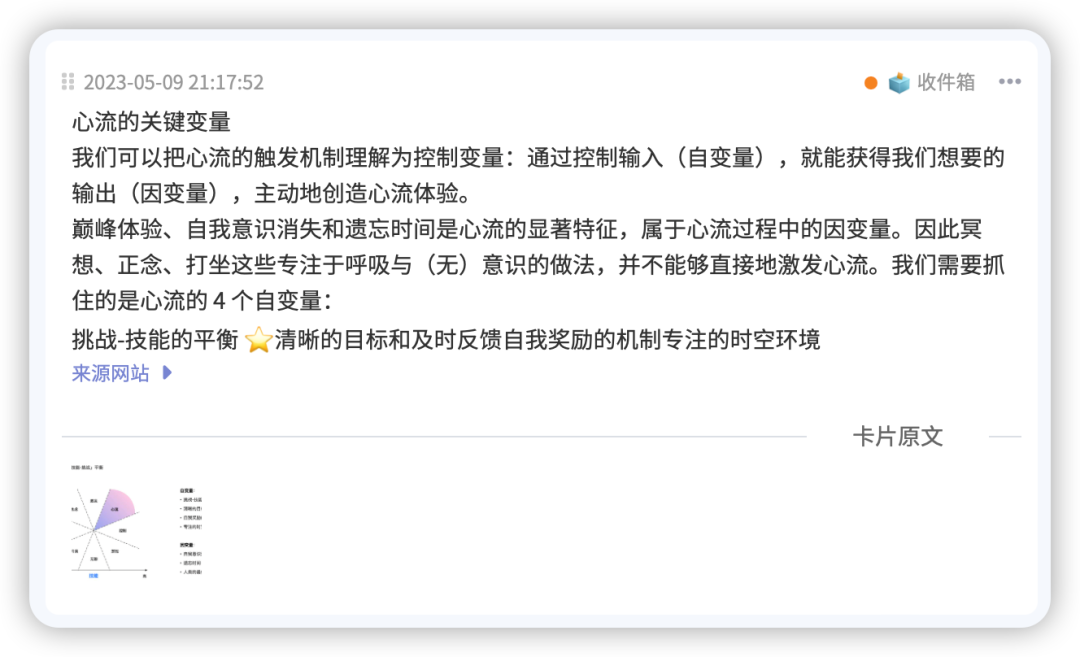 2023-05-09 21:17:52
收件箱
心流的关键变量
我们可以把心流的触发机制理解为控制变量：通过控制输入（自变量），就能获得我们想要的
输出（因变量），主动地创造心流体验。
巅峰体验、自我意识消失和遗忘时间是心流的显著特征，属于心流过程中的因变量。因此冥
想、正念、打坐这些专注于呼吸与（无）意识的做法，并不能够直接地激发心流。我们需要抓
住的是心流的 4 个自变量：
挑战-技能的平衡 ⭐清晰的目标和及时反馈自我奖励的机制专注的时空环境
来源网站
卡片原文
心流
自变量:
因变量: